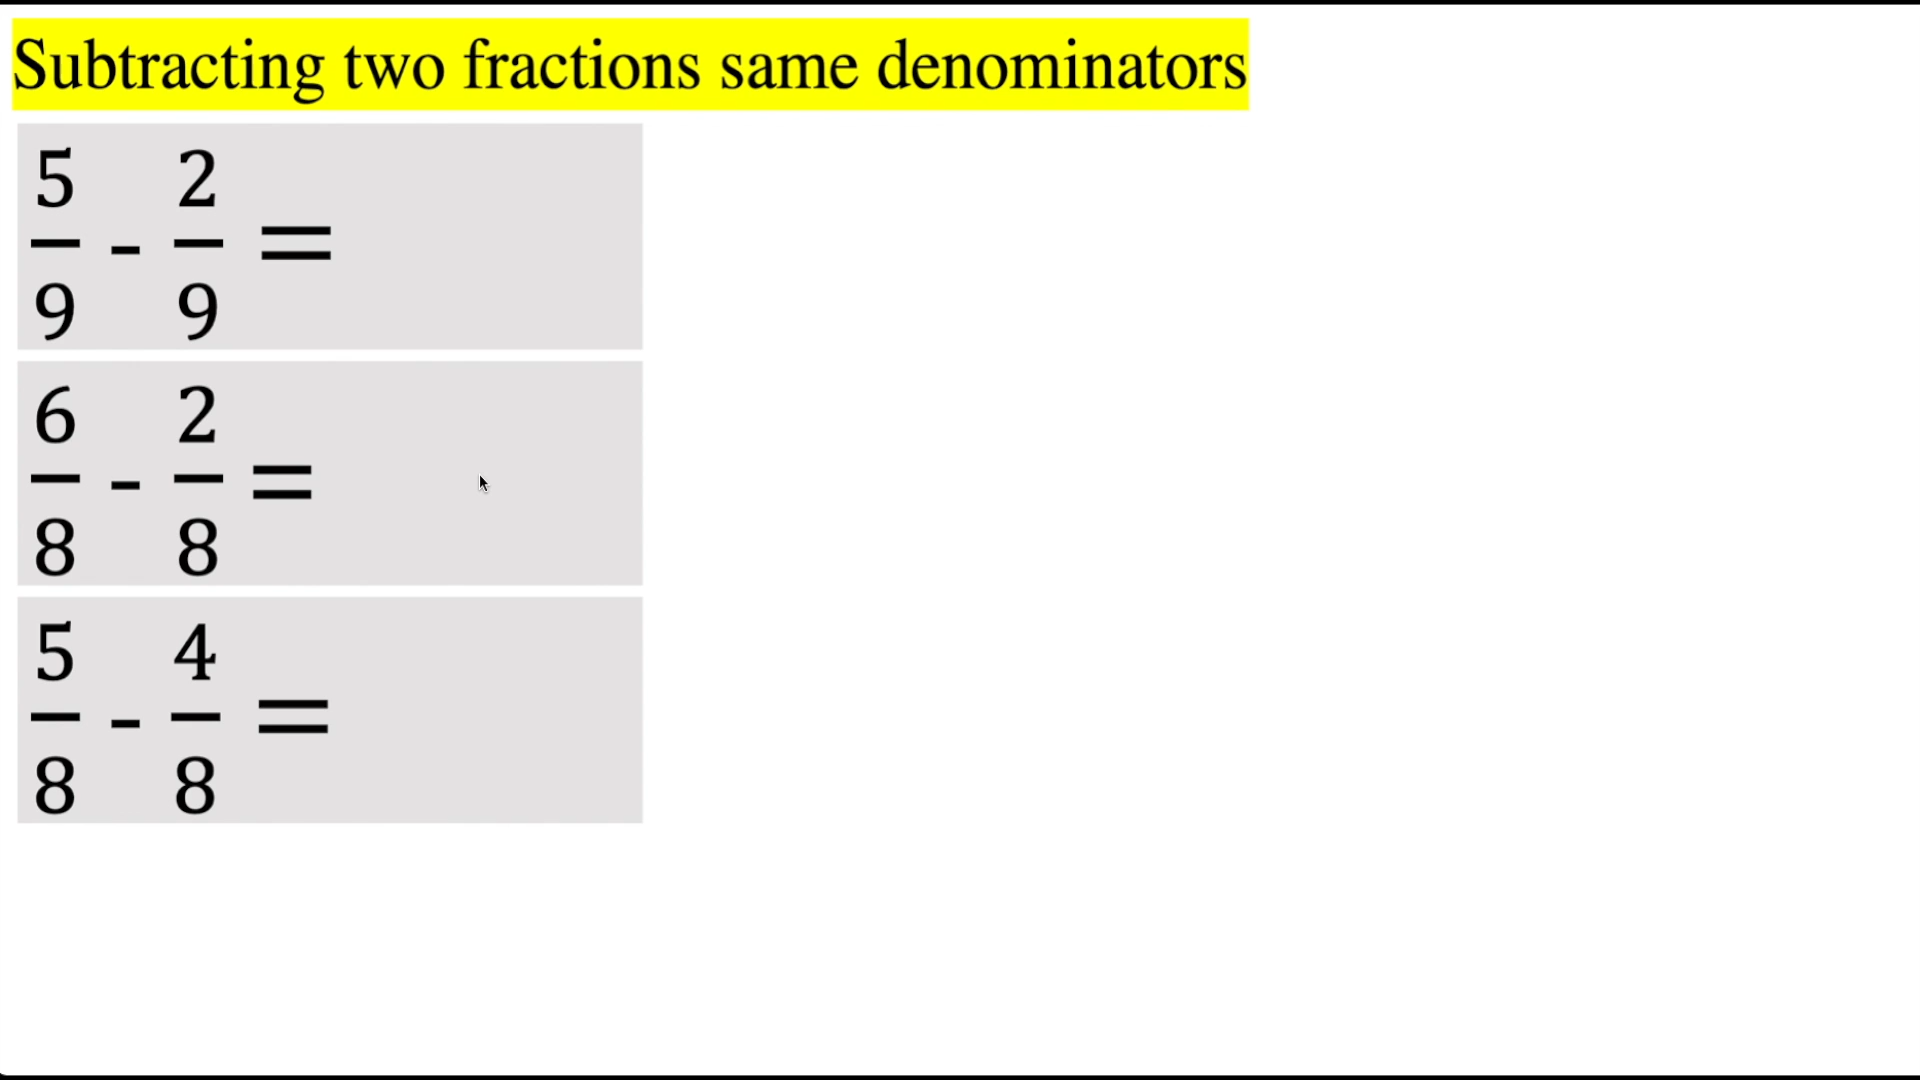 Subtracting two fractions same denominators
5/9 - 2/9 =
6/8 - 2/8 =
5/8 - 4/8 =